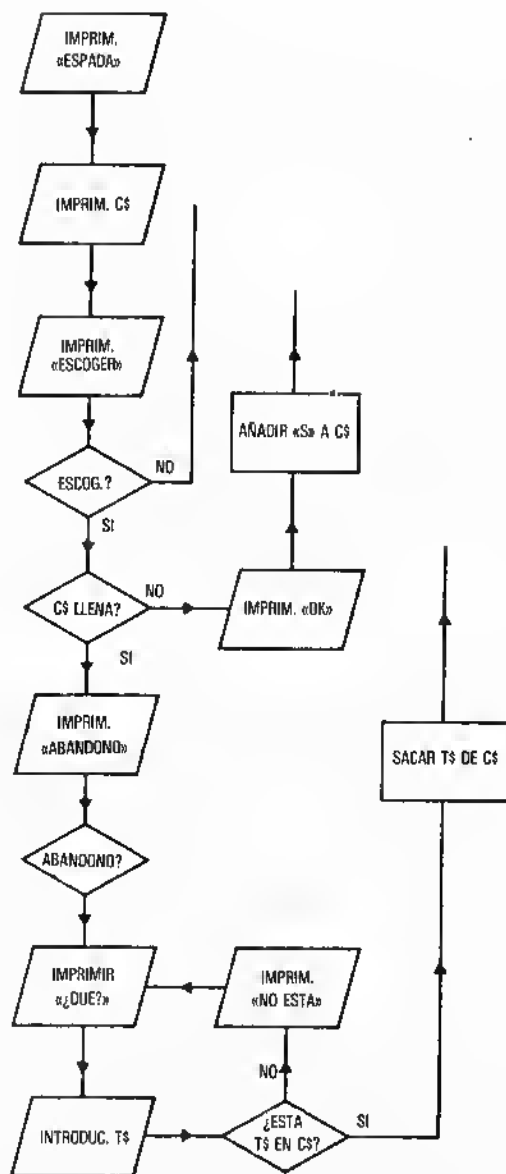 IMPRIM.
«ESPADA»
IMPRIM. C$
IMPRIM.
«ESCOGER»
ESCOG.?
NO
SI
AÑADIR «S» A C$
C$ LLENA?
NO
IMPRIM. «OK»
SI
IMPRIM.
«ABANDONO»
SACAR T$ DE C$
ABANDONO?
IMPRIMIR
«¿QUE?»
IMPRIM.
«NO ESTA»
NO
INTRODUC. T$
¿ESTA
T$ EN C$?
SI